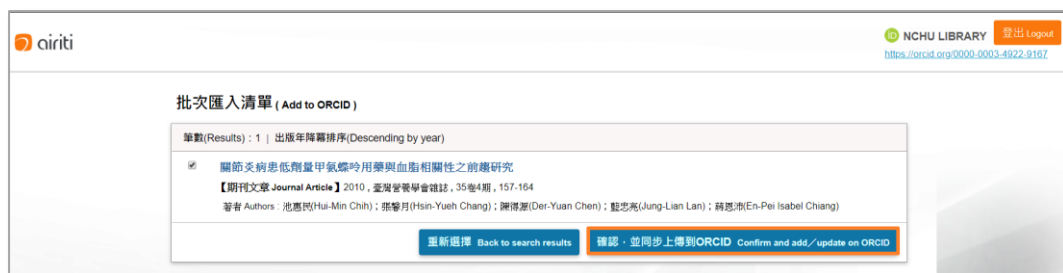 airiti
NCHU LIBRARY
登出 Logout
https://orcid.org/0000-0003-4922-9167
批次匯入清單 ( Add to ORCID )
筆數(Results) : 1 | 出版年降冪排序(Descending by year)
關節炎病患低劑量甲氨蝶呤用藥與血脂相關性之前趨研究
【期刊文章 Journal Article】2010 , 臺灣營養學會雜誌 , 35卷4期 , 157-164
著者 Authors : 池惠民(Hui-Min Chih) ; 張馨月(Hsin-Yueh Chang) ; 陳得源(Der-Yuan Chen) ; 藍忠亮(Jung-Lian Lan) ; 蔣恩沛(En-Pei Isabel Chiang)
重新選擇 Back to search results
確認,並同步上傳到ORCID Confirm and add/update on ORCID